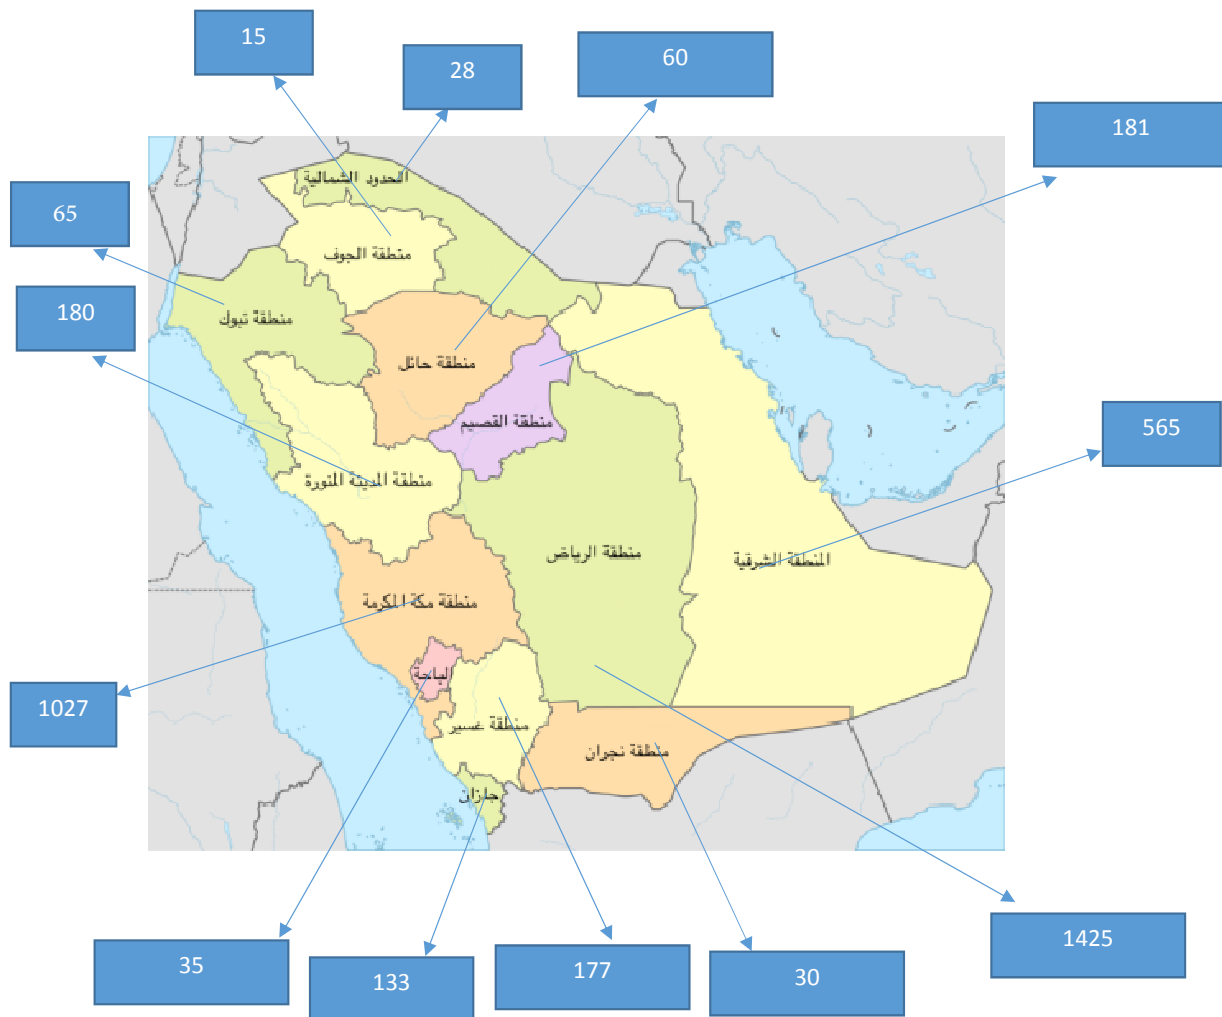 15
28
60
181
65
180
565
1027
35
133
177
30
1425
الحدود الشمالية
منطقة الجوف
منطقة تبوك
منطقة حائل
منطقة القصيم
منطقة المدينة المنورة
منطقة الرياض
المنطقة الشرقية
منطقة مكة المكرمة
الباحة
منطقة عسير
منطقة نجران
جازان